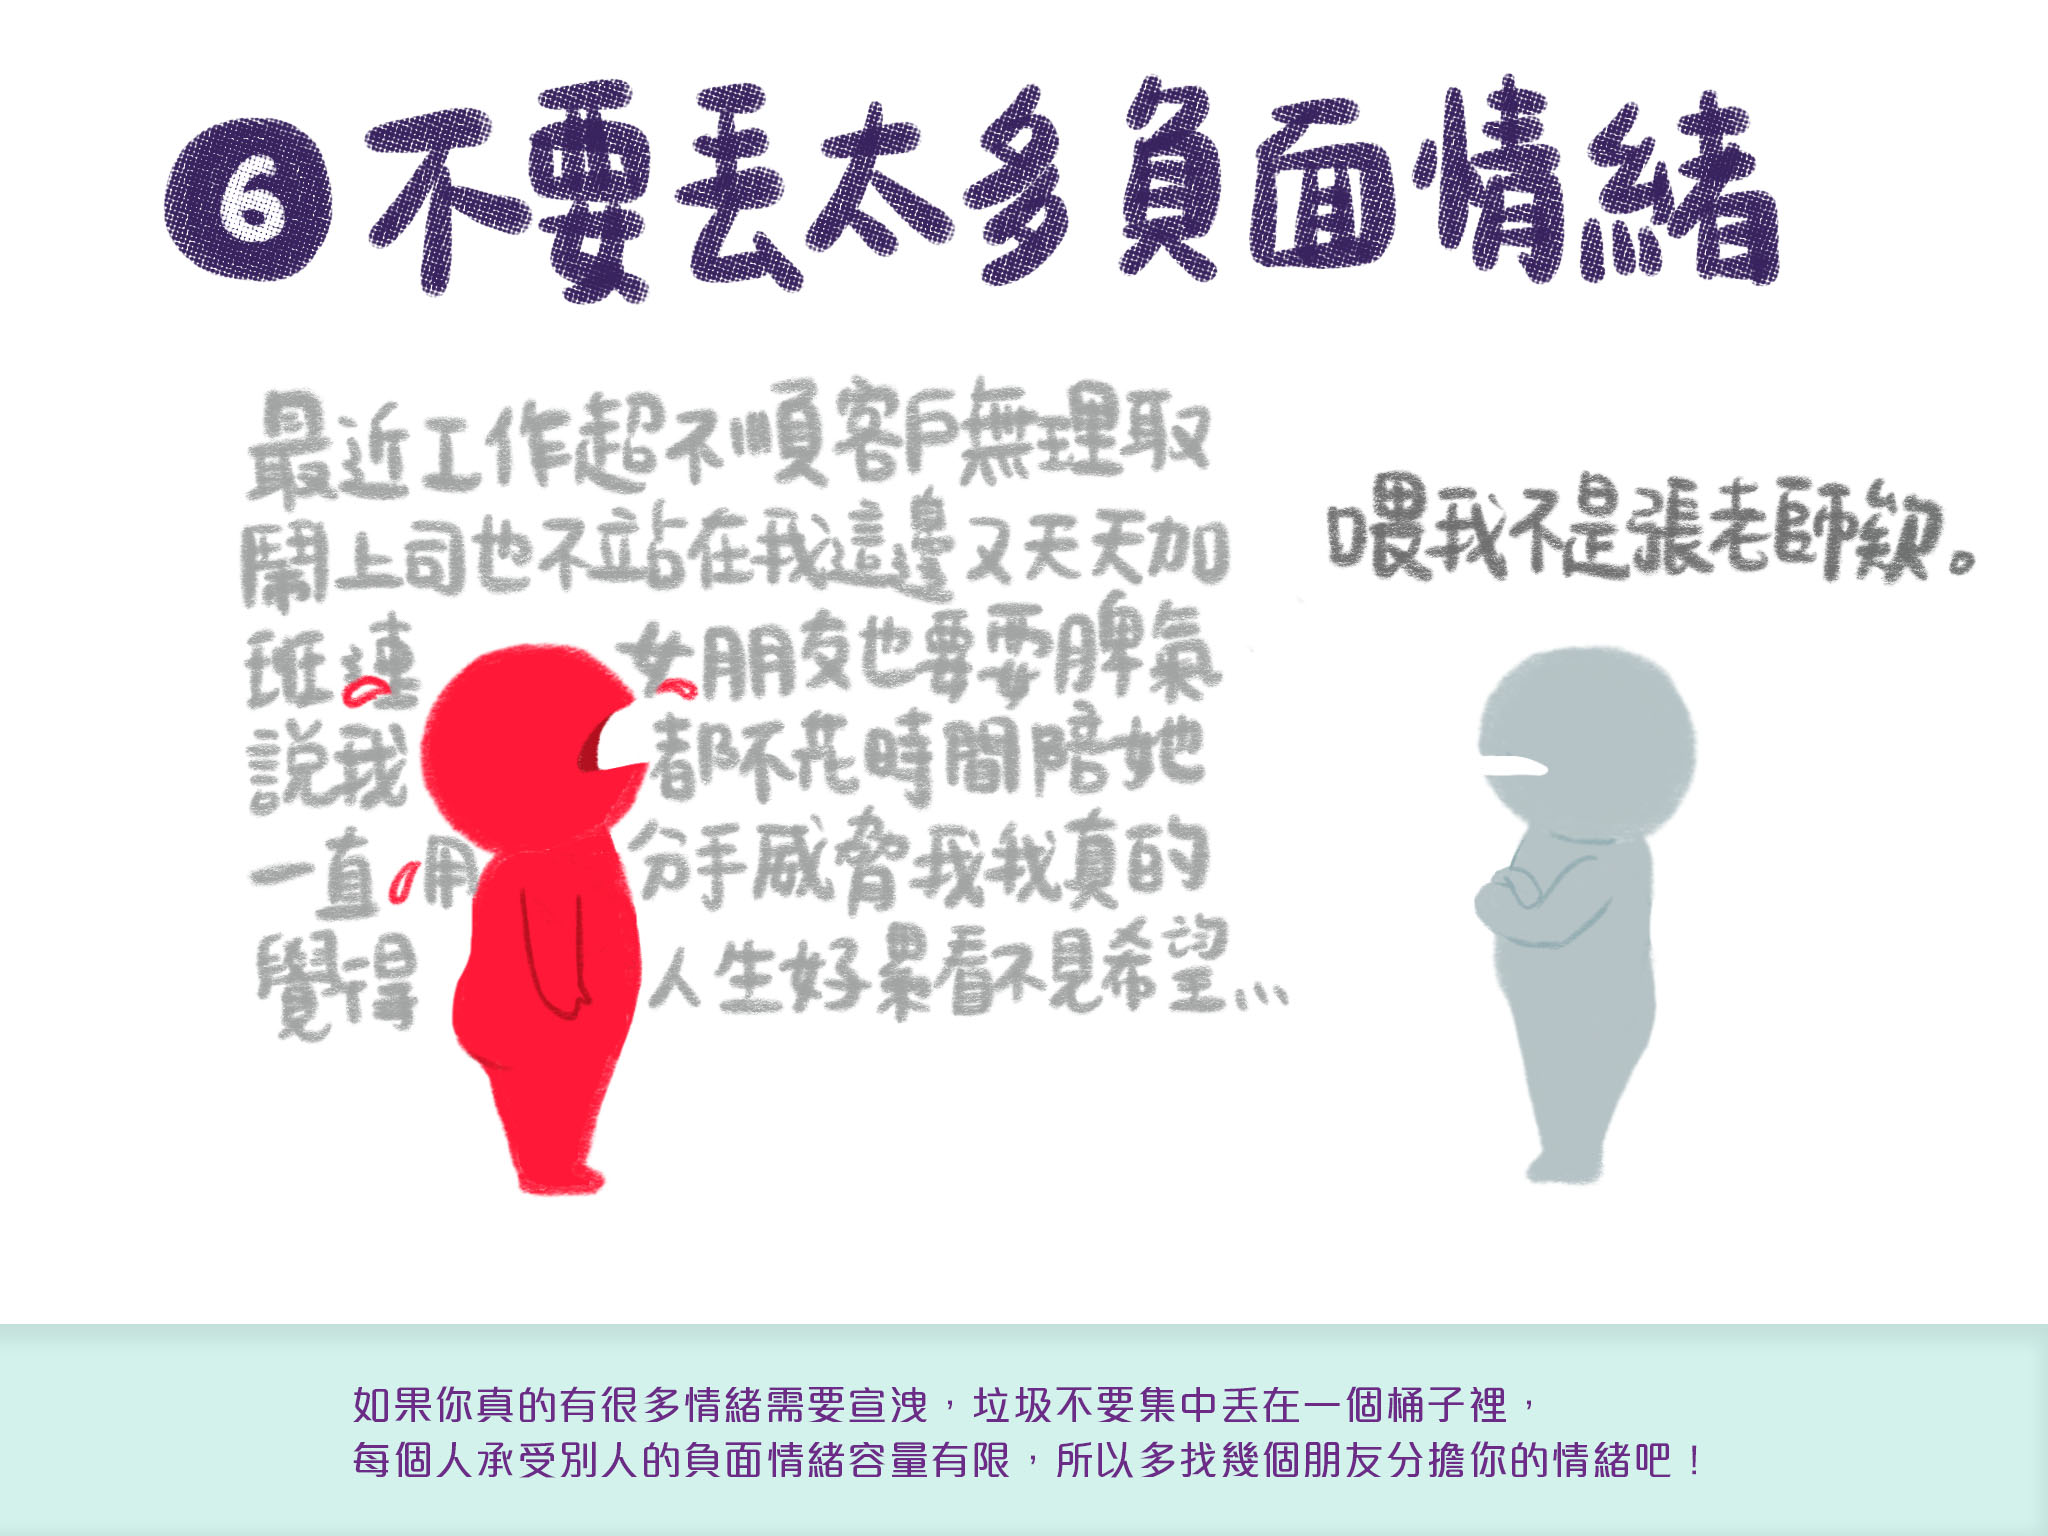 6 不要丟太多負面情緒
最近工作超不順客戶無理取
鬧上司也不站在我這邊又天天加
班連女朋友也要耍脾氣
說我都不花時間陪她
一直用分手威脅我我真的
覺得人生好累看不見希望...
喂我不是張老師欸。
如果你真的有很多情緒需要宣洩，垃圾不要集中丟在一個桶子裡，
每個人承受別人的負面情緒容量有限，所以多找幾個朋友分擔你的情緒吧！